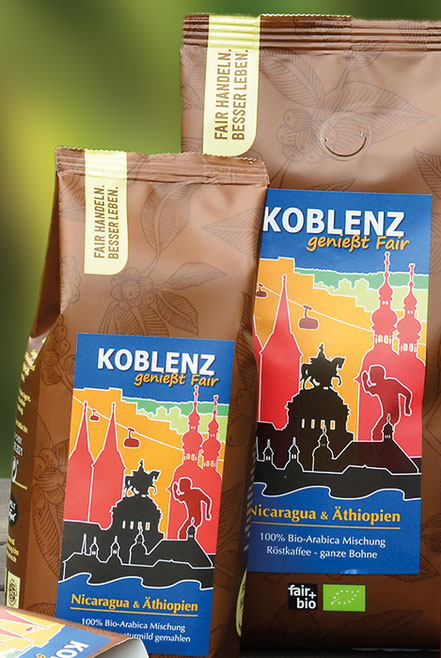 FAIR HANDELN.
BESSER LEBEN.
KOBLENZ
genießt Fair
Nicaragua & Äthiopien
100% Bio-Arabica Mischung
Röstkaffee - ganze Bohne
fair+
bio
FAIR HANDELN.
BESSER LEBEN.
KOBLENZ
genießt Fair
Nicaragua & Äthiopien
100% Bio-Arabica Mischung
gemahlen